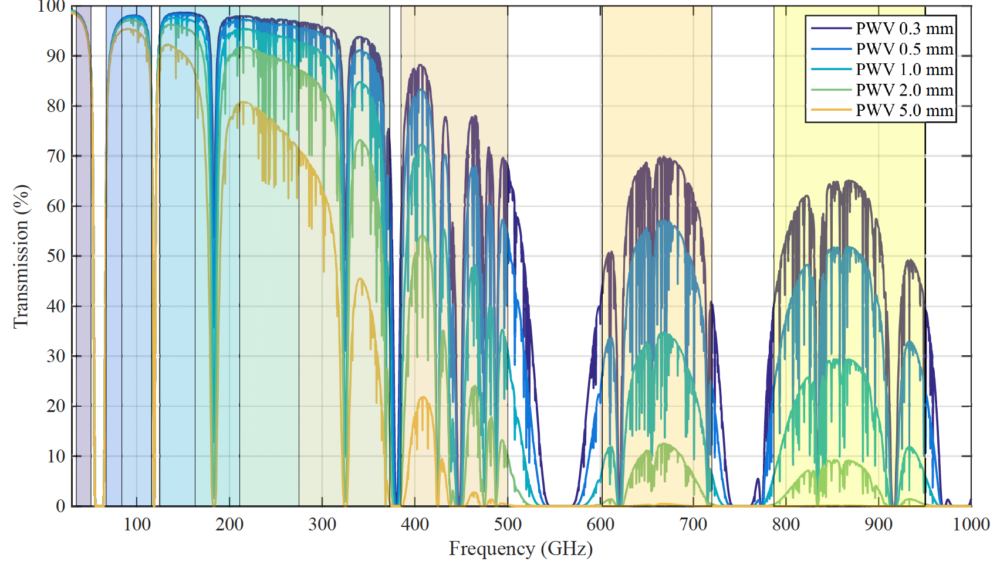 100
90
80
70
60
50
40
30
20
10
0
Transmission (%)
PWV 0.3 mm
PWV 0.5 mm
PWV 1.0 mm
PWV 2.0 mm
PWV 5.0 mm
100 200 300 400 500 600 700 800 900 1000
Frequency (GHz)